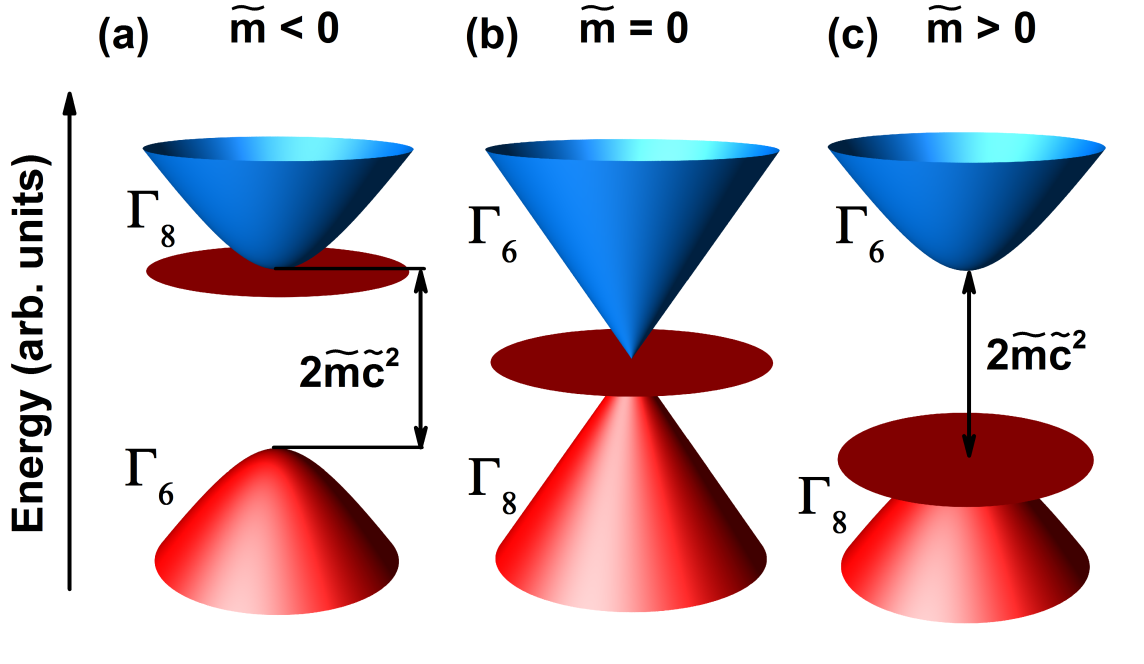 (a) m̃ < 0
(b) m̃ = 0
(c) m̃ > 0
Energy (arb. units)
Γ₈
2m̃c̃²
Γ₆
Γ₆
Γ₈
Γ₆
2m̃c̃²
Γ₈